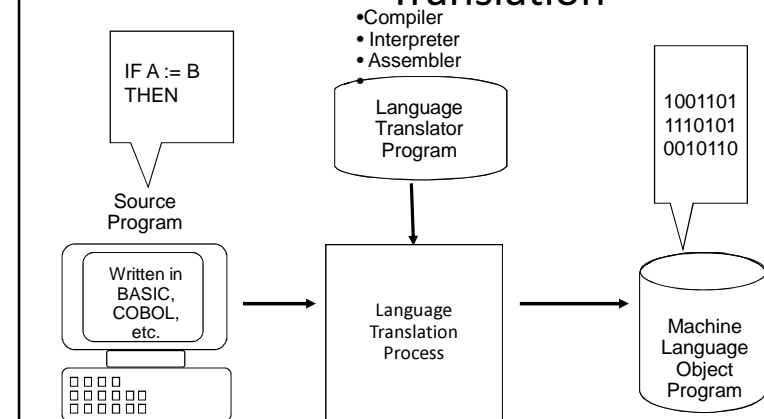 Translation
•Compiler
• Interpreter
• Assembler
•
IF A := B
THEN
Language
Translator
Program
1001101
1110101
0010110
Source
Program
Written in
BASIC,
COBOL,
etc.
Language
Translation
Process
Machine
Language
Object
Program